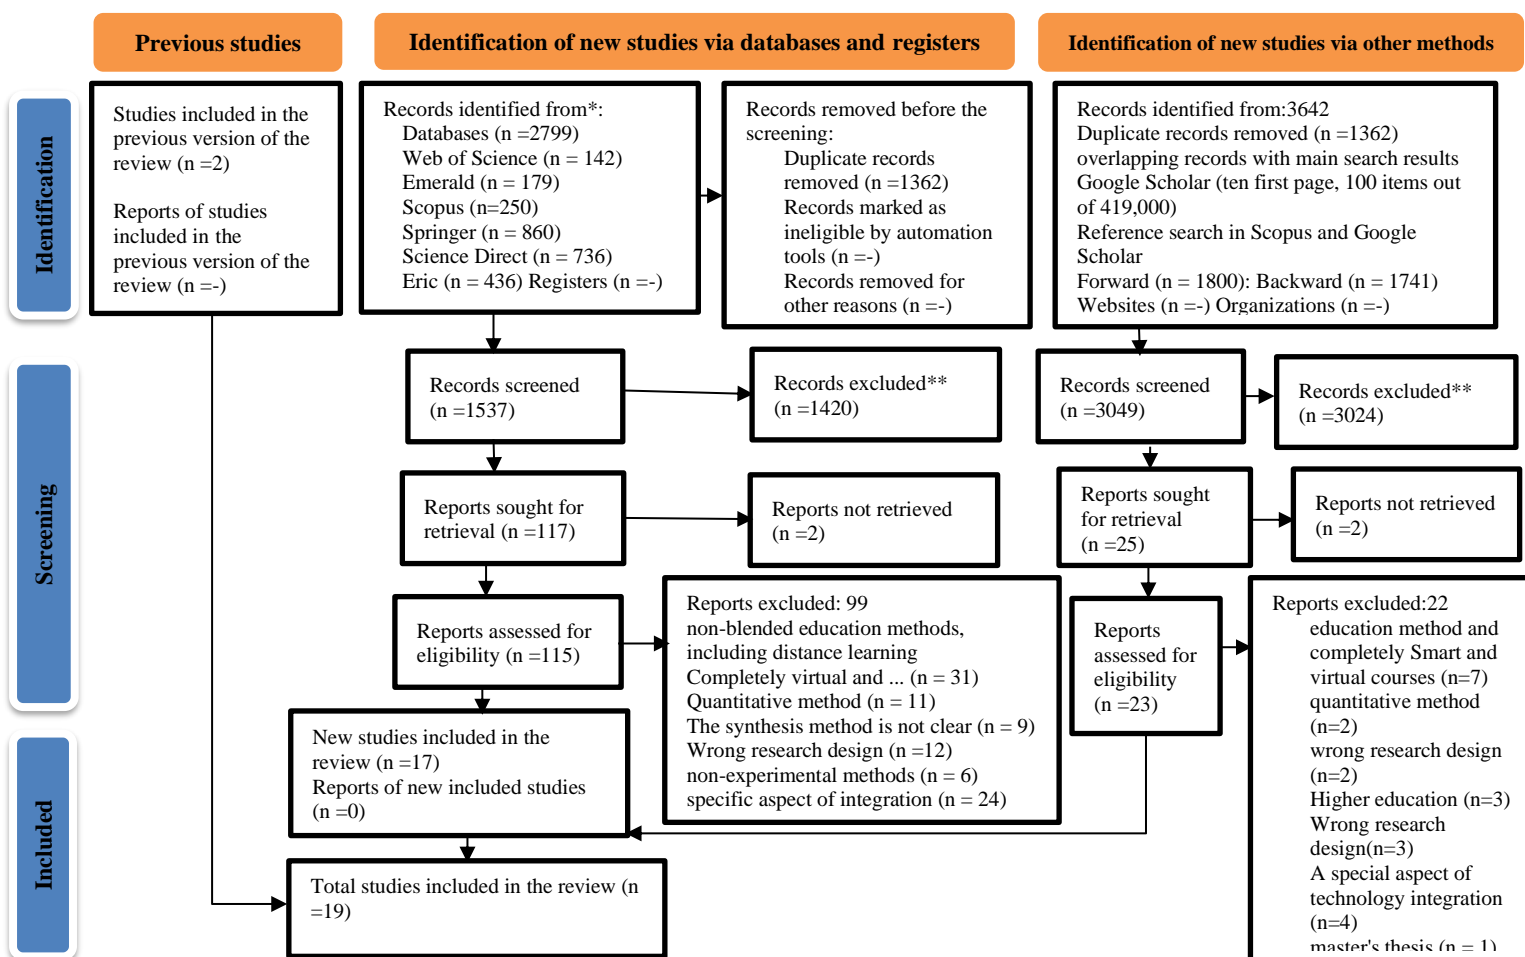 Previous studies
Identification of new studies via databases and registers
Identification of new studies via other methods
Identification
Studies included in the
previous version of the
review (n =2)
Reports of studies
included in the
previous version of the
review (n =-)
Records identified from*:
Databases (n =2799)
Web of Science (n = 142)
Emerald (n = 179)
Scopus (n=250)
Springer (n = 860)
Science Direct (n = 736)
Eric (n = 436) Registers (n =-)
Records removed before the
screening:
Duplicate records
removed (n =1362)
Records marked as
ineligible by automation
tools (n =-)
Records removed for
other reasons (n =-)
Records identified from:3642
Duplicate records removed (n =1362)
overlapping records with main search results
Google Scholar (ten first page, 100 items out
of 419,000)
Reference search in Scopus and Google
Scholar
Forward (n = 1800): Backward (n = 1741)
Websites (n =-) Organizations (n =-)
Screening
Records screened
(n =1537)
Records excluded**
(n =1420)
Records screened
(n =3049)
Records excluded**
(n =3024)
Reports sought for
retrieval (n =117)
Reports not retrieved
(n =2)
Reports sought
for retrieval
(n =25)
Reports not retrieved
(n =2)
Reports assessed for
eligibility (n =115)
Reports excluded: 99
non-blended education methods,
including distance learning
Completely virtual and ... (n = 31)
Quantitative method (n = 11)
The synthesis method is not clear (n = 9)
Wrong research design (n =12)
non-experimental methods (n = 6)
specific aspect of integration (n = 24)
Reports
assessed for
eligibility
(n =23)
Reports excluded:22
education method and
completely Smart and
virtual courses (n=7)
quantitative method
(n=2)
wrong research design
(n=2)
Higher education (n=3)
Wrong research
design(n=3)
A special aspect of
technology integration
(n=4)
master's thesis (n = 1)
Included
New studies included in the
review (n =17)
Reports of new included studies
(n =0)
Total studies included in the review (n
=19)